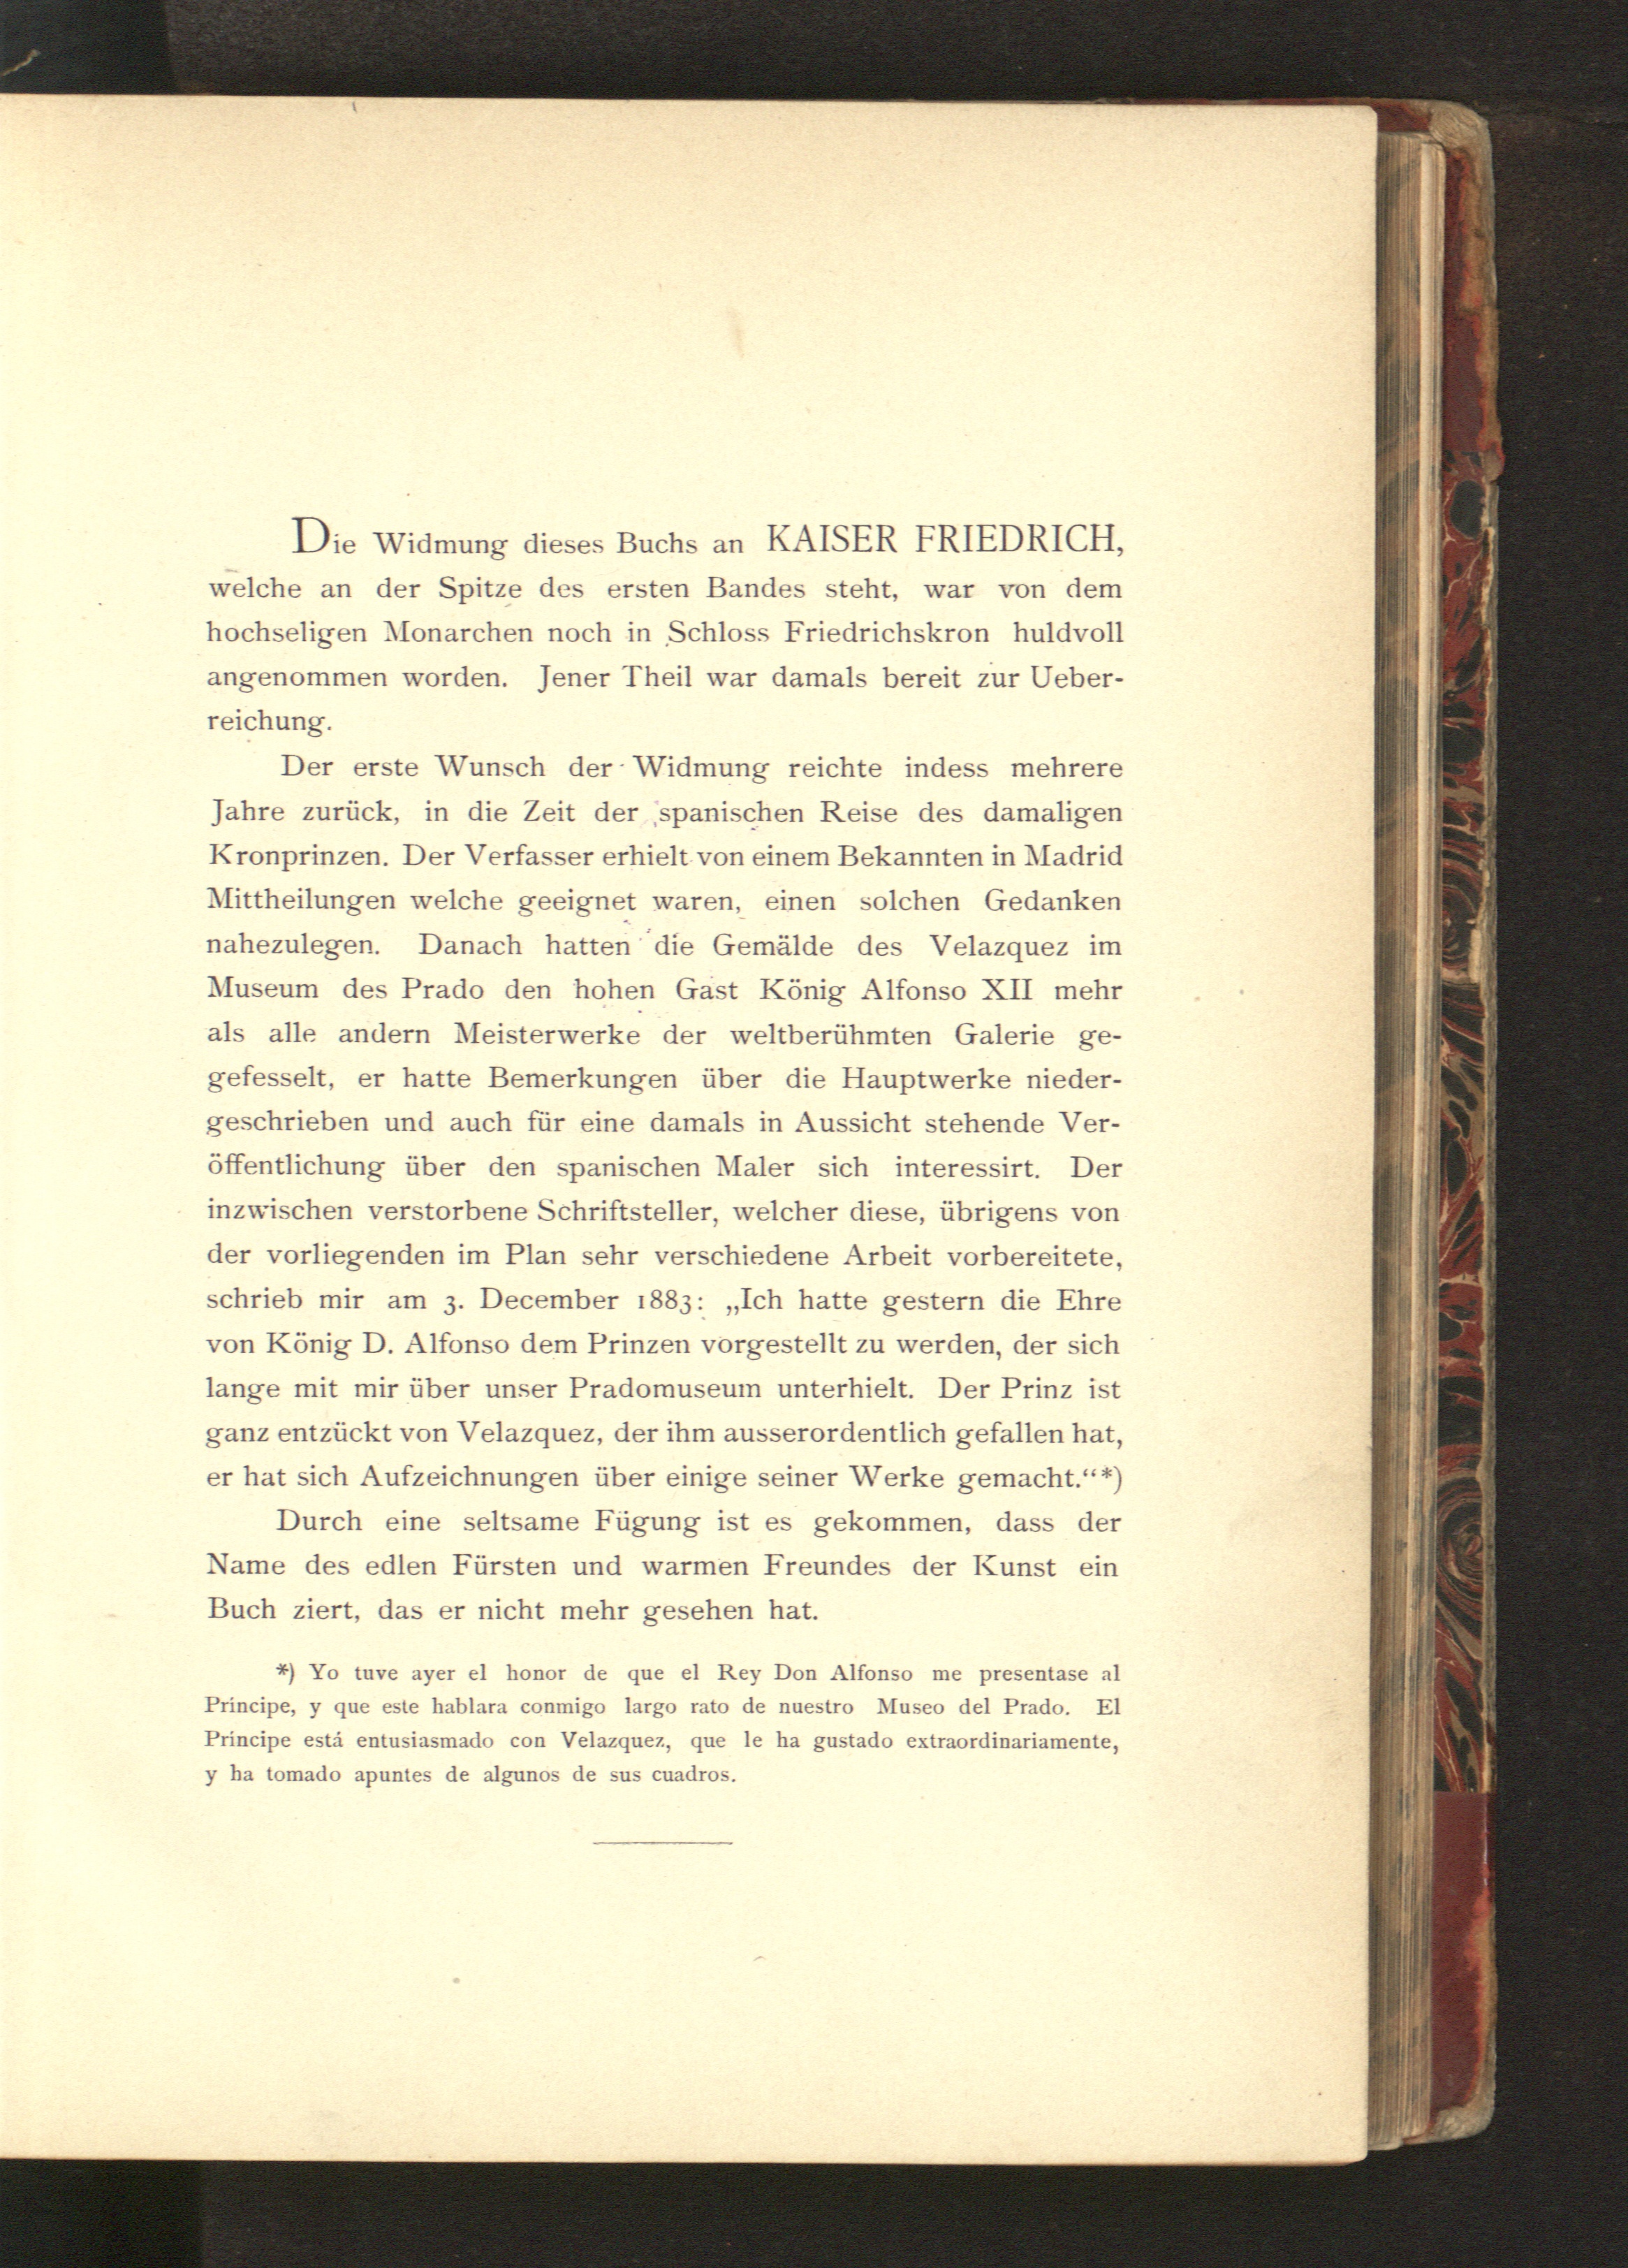 Die Widmung dieses Buchs an KAISER FRIEDRICH,
welche an der Spitze des ersten Bandes steht, war von dem
hochseligen Monarchen noch in Schloss Friedrichskron huldvoll
angenommen worden. Jener Theil war damals bereit zur Ueber-
reichung.
Der erste Wunsch der Widmung reichte indess mehrere
Jahre zurück, in die Zeit der spanischen Reise des damaligen
Kronprinzen. Der Verfasser erhielt von einem Bekannten in Madrid
Mittheilungen welche geeignet waren, einen solchen Gedanken
nahezulegen. Danach hatten die Gemälde des Velazquez im
Museum des Prado den hohen Gast König Alfonso XII mehr
als alle andern Meisterwerke der weltberühmten Galerie ge-
gefesselt, er hatte Bemerkungen über die Hauptwerke nieder-
geschrieben und auch für eine damals in Aussicht stehende Ver-
öffentlichung über den spanischen Maler sich interessirt. Der
inzwischen verstorbene Schriftsteller, welcher diese, übrigens von
der vorliegenden im Plan sehr verschiedene Arbeit vorbereitete,
schrieb mir am 3. December 1883: „Ich hatte gestern die Ehre
von König D. Alfonso dem Prinzen vorgestellt zu werden, der sich
lange mit mir über unser Pradomuseum unterhielt. Der Prinz ist
ganz entzückt von Velazquez, der ihm ausserordentlich gefallen hat,
er hat sich Aufzeichnungen über einige seiner Werke gemacht.“*)
Durch eine seltsame Fügung ist es gekommen, dass der
Name des edlen Fürsten und warmen Freundes der Kunst ein
Buch ziert, das er nicht mehr gesehen hat.
*) Yo tuve ayer el honor de que el Rey Don Alfonso me presentase al
Príncipe, y que este hablara conmigo largo rato de nuestro Museo del Prado. El
Príncipe está entusiasmado con Velazquez, que le ha gustado extraordinariamente,
y ha tomado apuntes de algunos de sus cuadros.